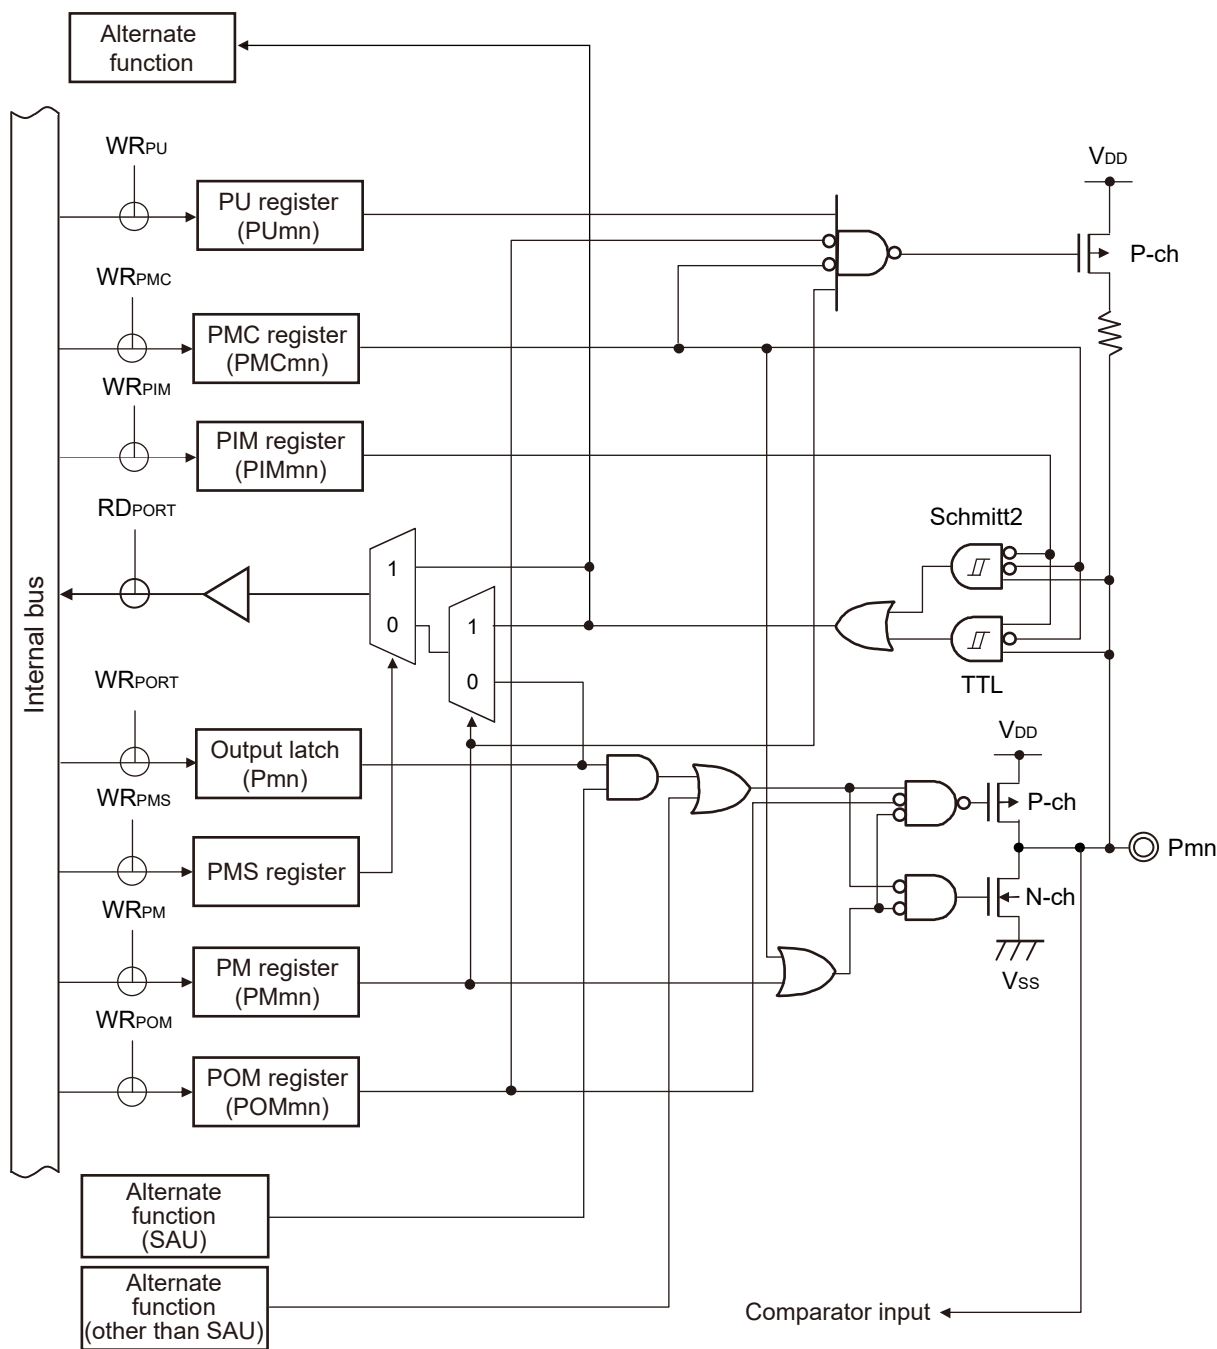 Alternate
function
WRPU
VDD
PU register
(PUmn)
P-ch
WRPMC
PMC register
(PMCmn)
WRPIM
PIM register
(PIMmn)
RDPORT
Schmitt2
1
0
1
0
TTL
Internal bus
WRPORT
VDD
Output latch
(Pmn)
P-ch
WRPMS
Pmn
PMS register
N-ch
WRPM
PM register
(PMmn)
VSS
WRPOM
POM register
(POMmn)
Alternate
function
(SAU)
Alternate
function
(other than SAU)
Comparator input